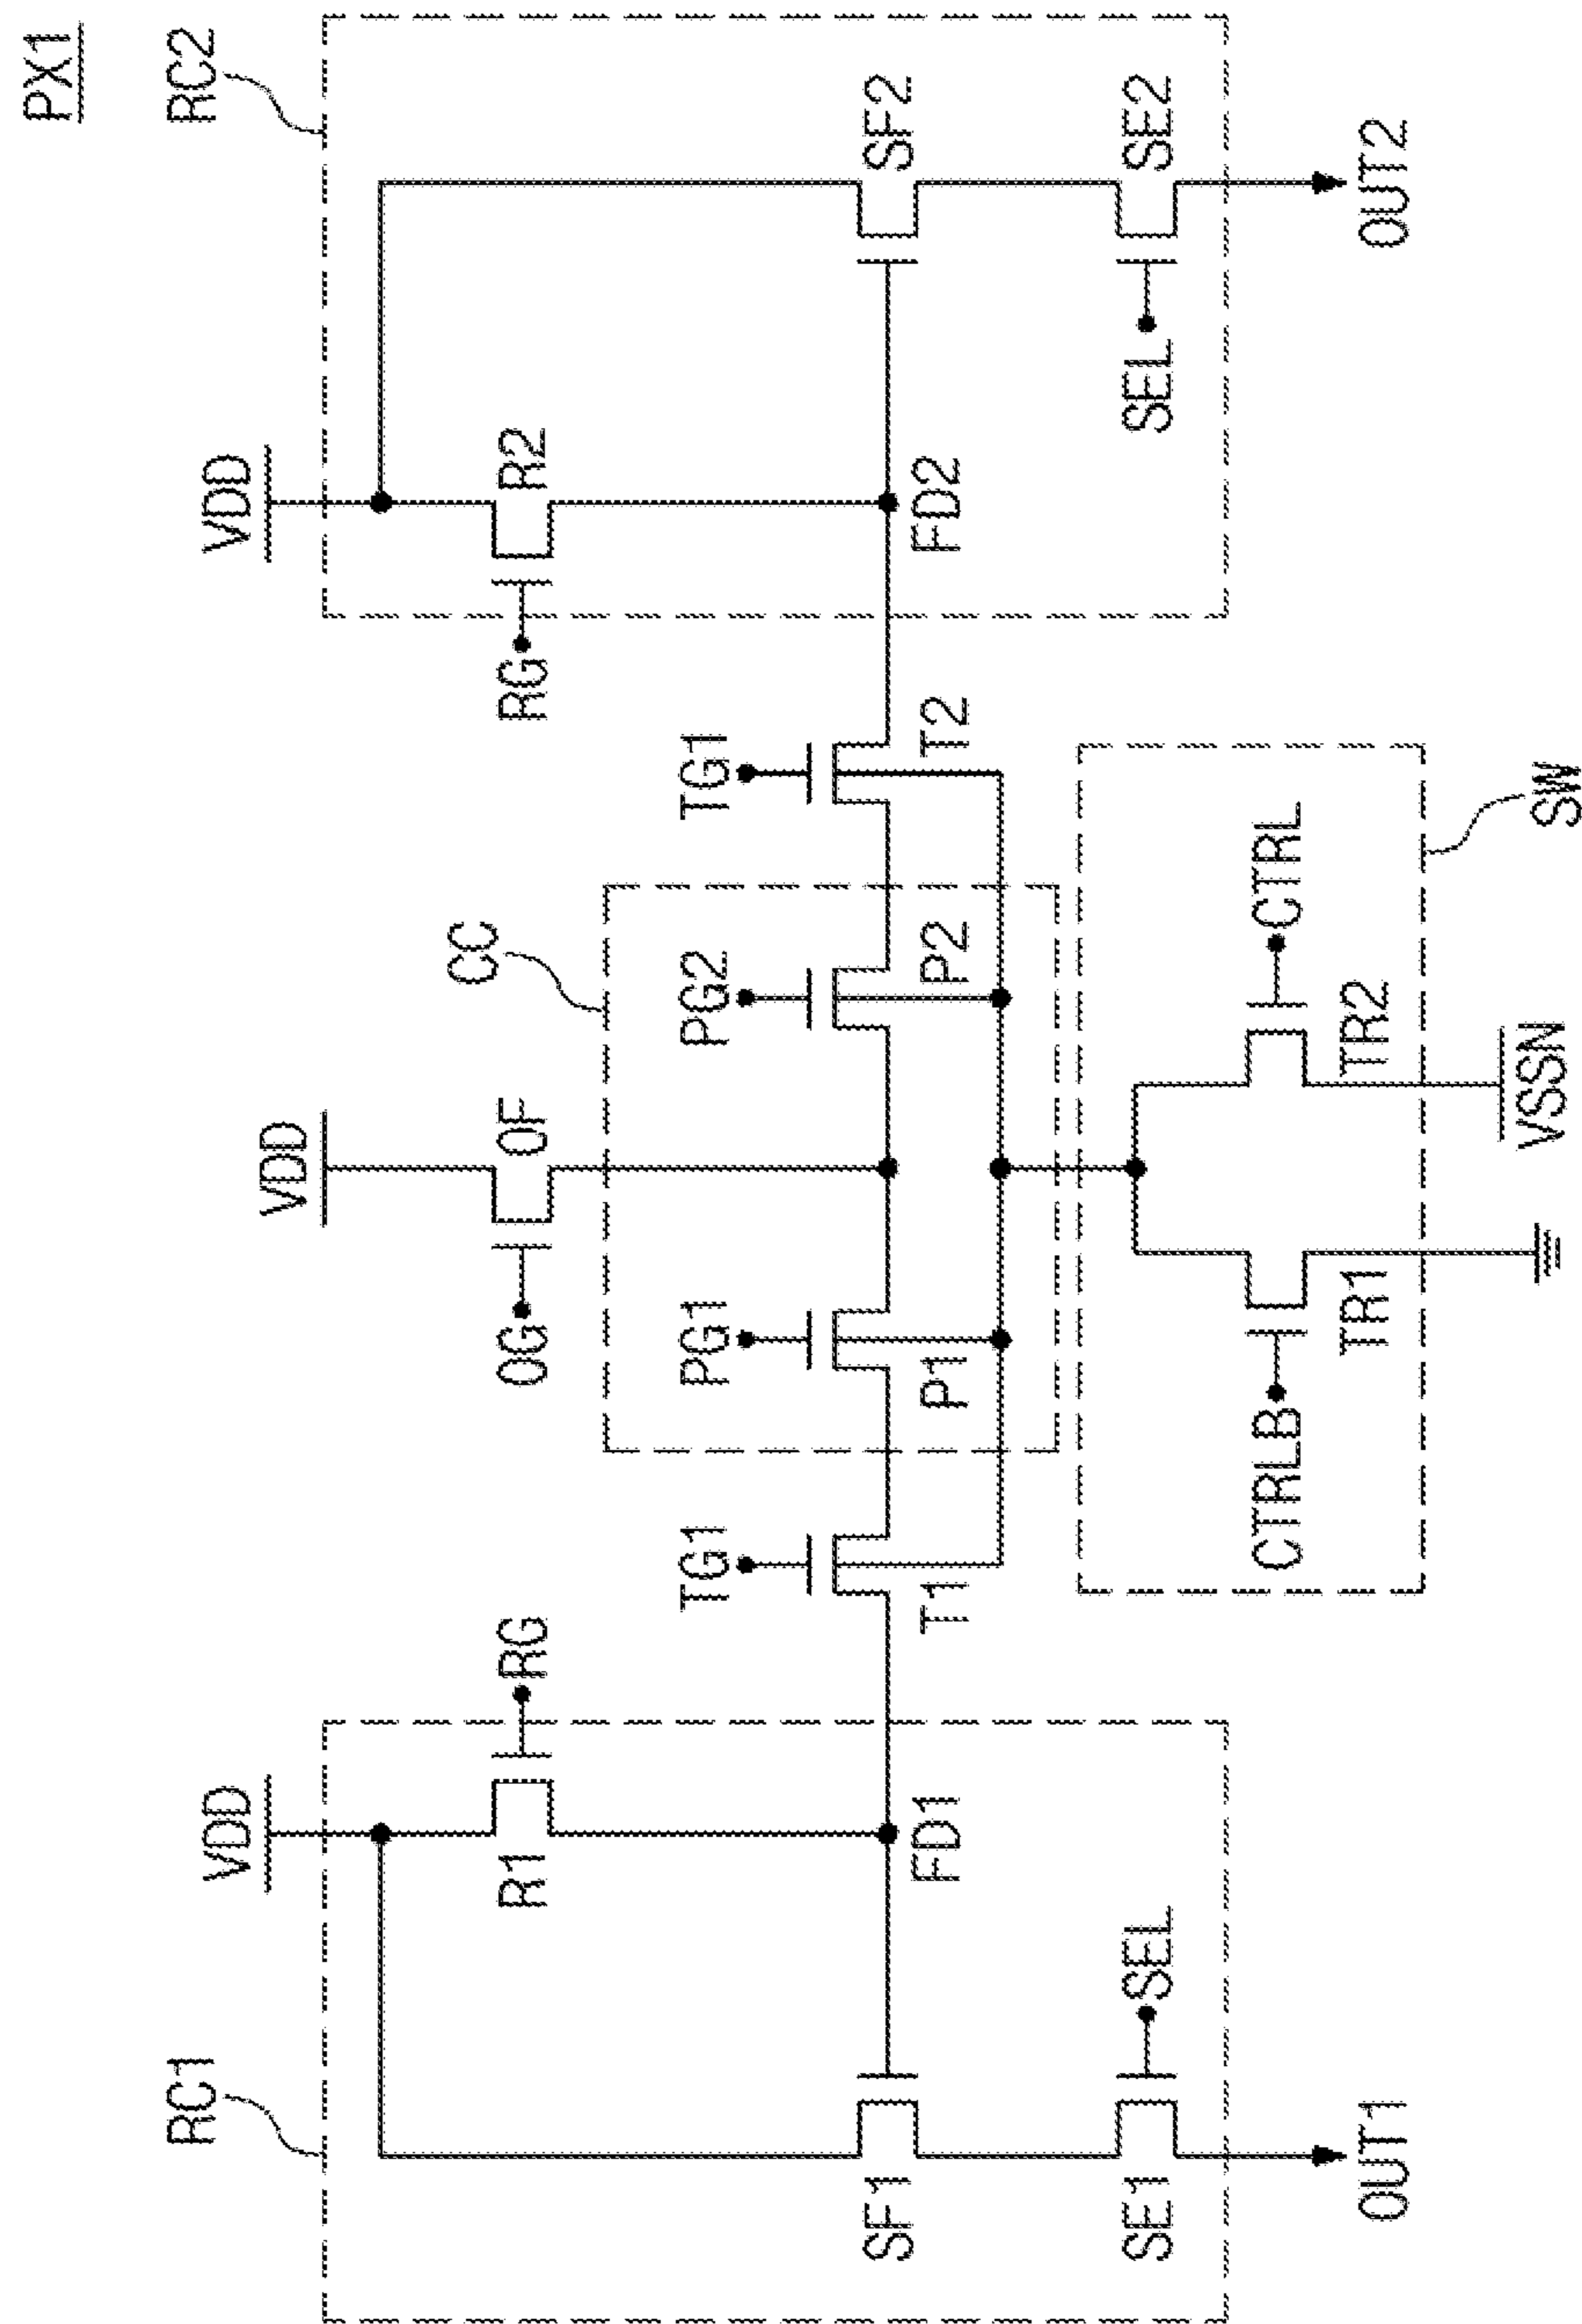 PX1
RC1
RC2
VDD
VDD
VDD
CC
R1
RG
OG
OF
RG
R2
TG1
PG1
PG2
TG1
SF1
FD1
T1
P1
P2
T2
FD2
SF2
SE1
SEL
SEL
SE2
CTRLB
CTRL
TR1
TR2
OUT1
OUT2
VSSN
SW